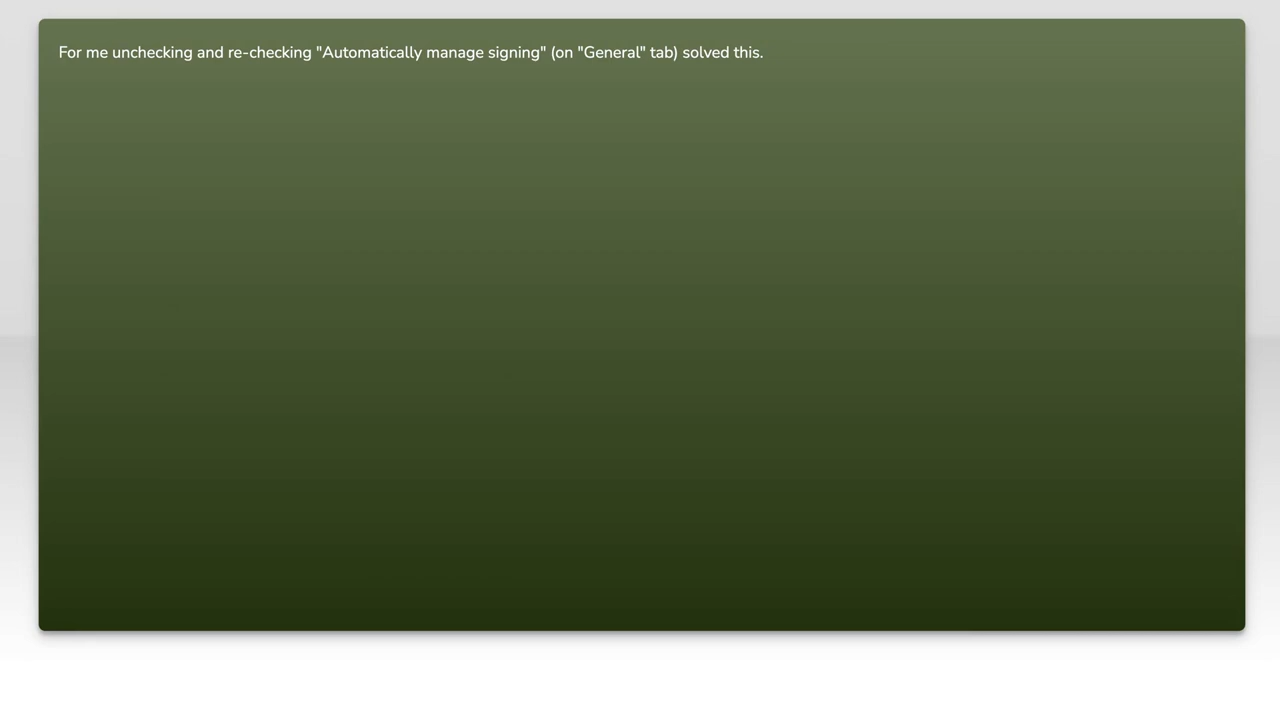 For me unchecking and re-checking "Automatically manage signing" (on "General" tab) solved this.